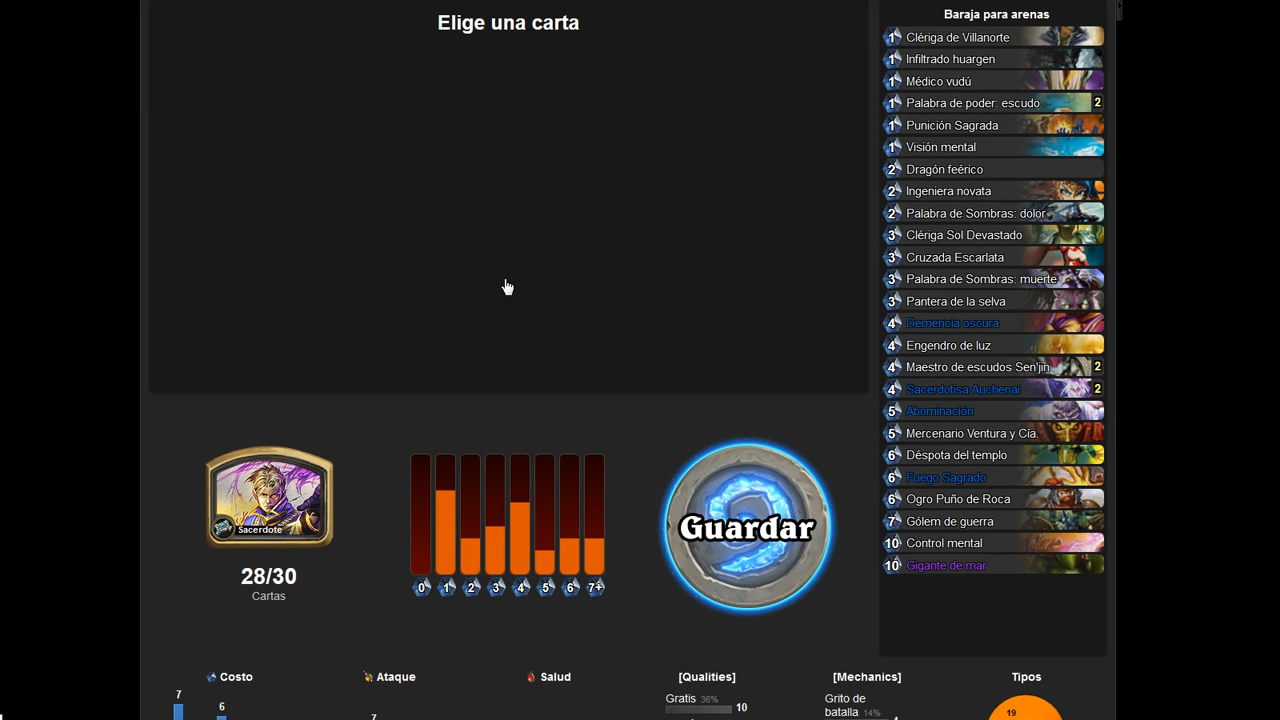 Elige una carta
Baraja para arenas
1 Clériga de Villanorte
1 Infiltrado huargen
1 Médico vudú
1 Palabra de poder: escudo 2
1 Punición Sagrada
1 Visión mental
2 Dragón feérico
2 Ingeniera novata
2 Palabra de Sombras: dolor
3 Clériga Sol Devastado
3 Cruzada Escarlata
3 Palabra de Sombras: muerte
3 Pantera de la selva
4 Demencia oscura
4 Engendro de luz
4 Maestro de escudos Sen'jin 2
4 Sacerdotisa Auchenai 2
5 Abominación
5 Mercenario Ventura y Cía.
6 Déspota del templo
6 Fuego Sagrado
6 Ogro Puño de Roca
7 Gólem de guerra
10 Control mental
10 Gigante de mar
Sacerdote
28/30
Cartas
0 1 2 3 4 5 6 7+
Guardar
Costo
Ataque
Salud
[Qualities]
[Mechanics]
Tipos
7
6
7
Gratis 36% 10
Grito de
batalla 14%
19